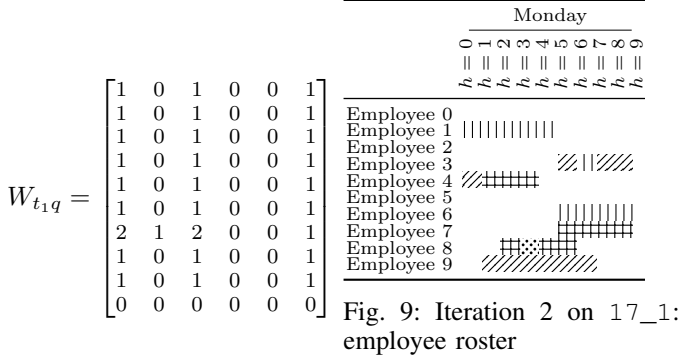 W_{t_1 q} =
1 0 1 0 0 1
1 0 1 0 0 1
1 0 1 0 0 1
1 0 1 0 0 1
1 0 1 0 0 1
1 0 1 0 0 1
2 1 2 0 0 1
1 0 1 0 0 1
1 0 1 0 0 1
0 0 0 0 0 0
Monday
h = 0
h = 1
h = 2
h = 3
h = 4
h = 5
h = 6
h = 7
h = 8
h = 9
Employee 0
Employee 1
Employee 2
Employee 3
Employee 4
Employee 5
Employee 6
Employee 7
Employee 8
Employee 9
Fig. 9: Iteration 2 on 17_1:
employee roster